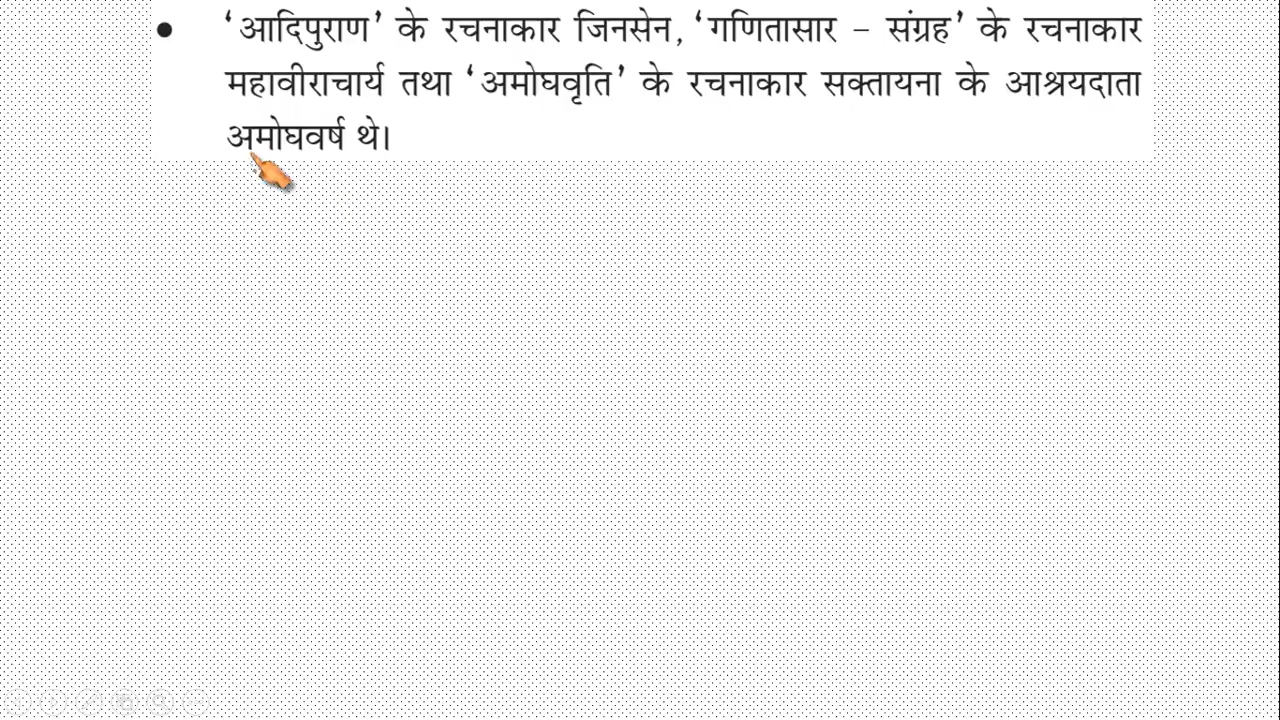 • ‘आदिपुराण’ के रचनाकार जिनसेन, ‘गणितासार – संग्रह’ के रचनाकार
महावीराचार्य तथा ‘अमोघवृति’ के रचनाकार सक्तायना के आश्रयदाता
अमोघवर्ष थे।